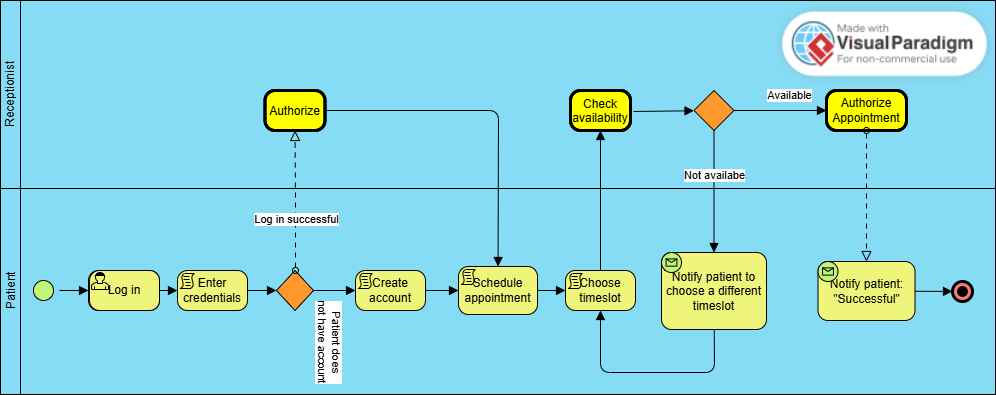 Made with
Visual Paradigm
For non-commercial use
Receptionist
Authorize
Check
availability
Available
Authorize
Appointment
Not availabe
Log in successful
Patient
Log in
Enter
credentials
Patient does
not have account
Create
account
Schedule
appointment
Choose
timeslot
Notify patient to
choose a different
timeslot
Notify patient:
"Successful"